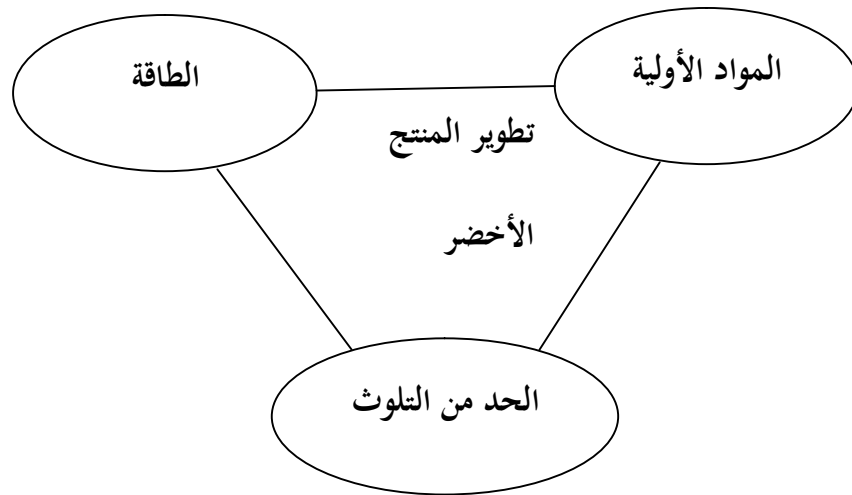 المواد الأولية
الطاقة
تطوير المنتج
الأخضر
الحد من التلوث